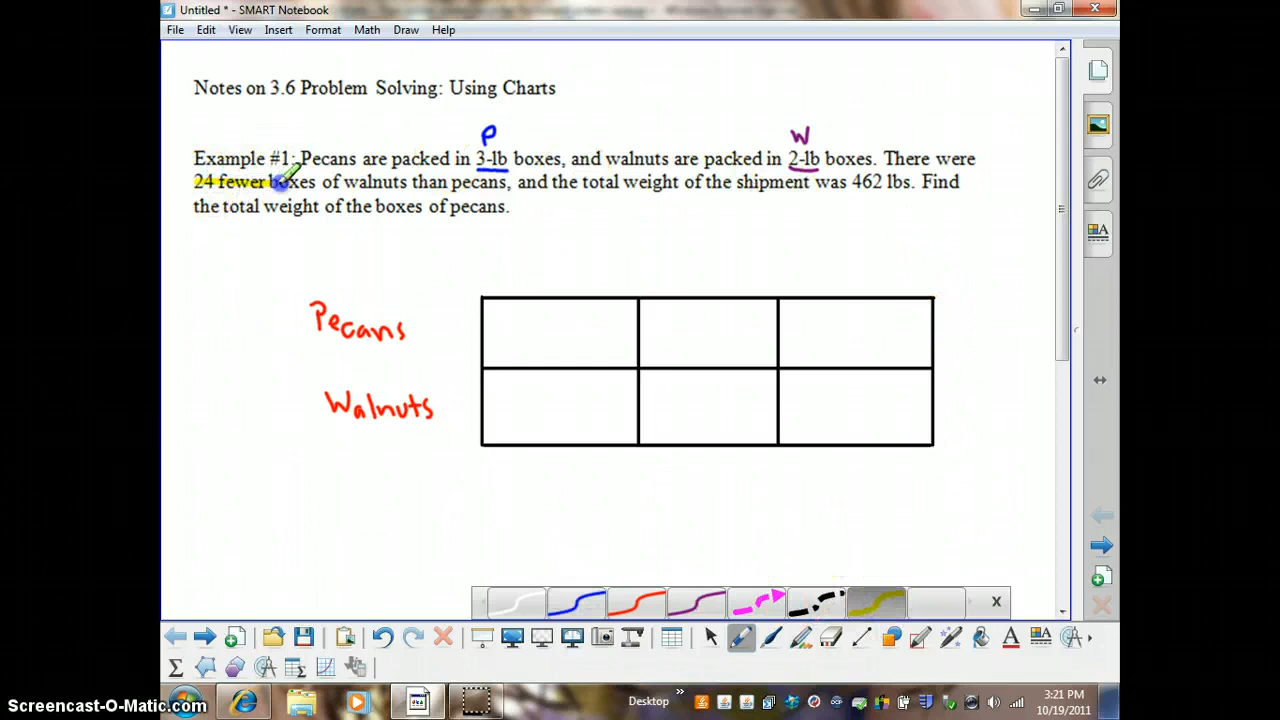 Untitled * - SMART Notebook
File Edit View Insert Format Math Draw Help
Notes on 3.6 Problem Solving: Using Charts
P W
Example #1: Pecans are packed in 3-lb boxes, and walnuts are packed in 2-lb boxes. There were
24 fewer boxes of walnuts than pecans, and the total weight of the shipment was 462 lbs. Find
the total weight of the boxes of pecans.
Pecans
Walnuts
X
Desktop
3:21 PM
10/19/2011
Screencast-O-Matic.com